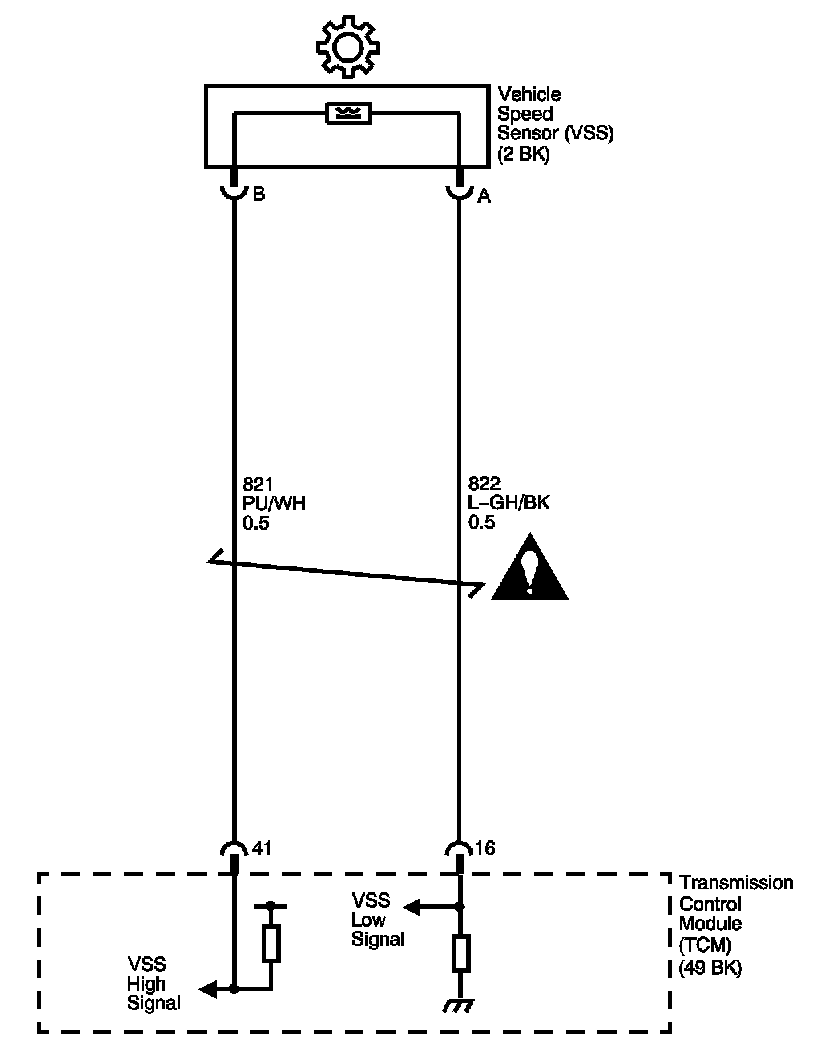 Vehicle
Speed
Sensor (VSS)
(2 BK)
B
A
821
PU/WH
0.5
822
L-GH/BK
0.5
41
16
Transmission
Control
Module
(TCM)
(49 BK)
VSS
Low
Signal
VSS
High
Signal